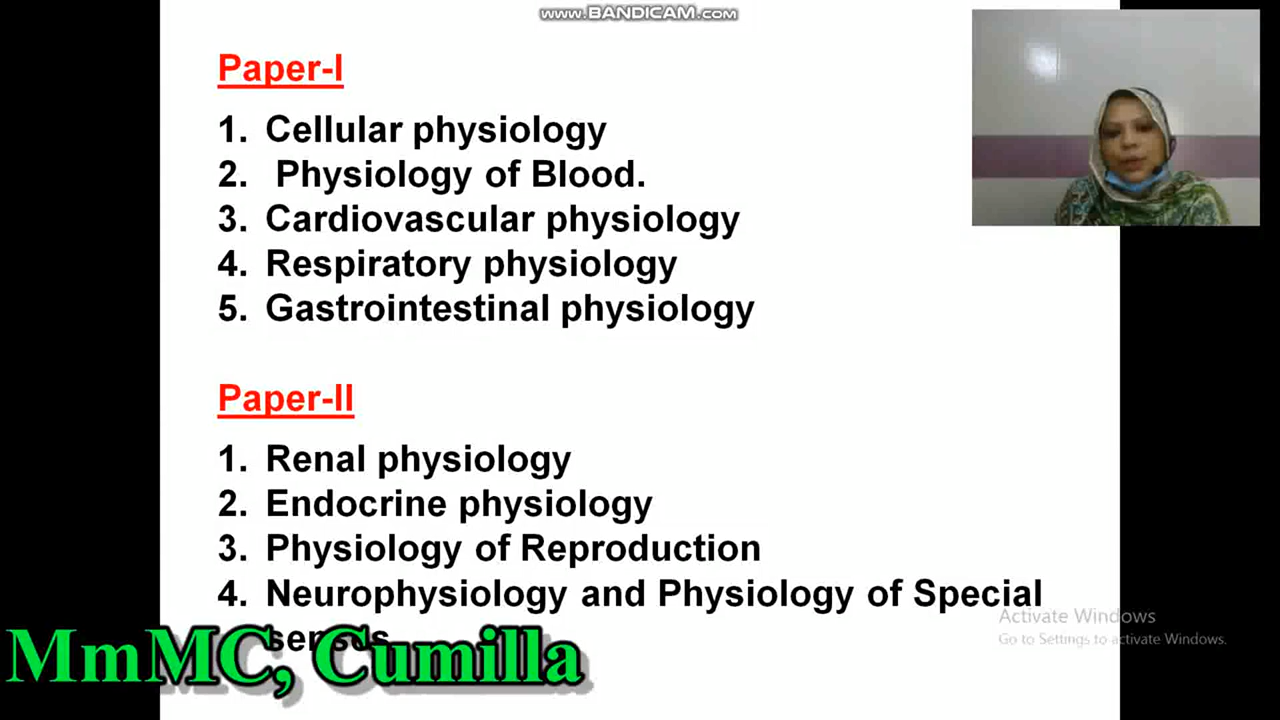 www.BANDICAM.com
Paper-I
1. Cellular physiology
2. Physiology of Blood.
3. Cardiovascular physiology
4. Respiratory physiology
5. Gastrointestinal physiology
Paper-II
1. Renal physiology
2. Endocrine physiology
3. Physiology of Reproduction
4. Neurophysiology and Physiology of Special
senses
Activate Windows
Go to Settings to activate Windows.
MmMC, Cumilla